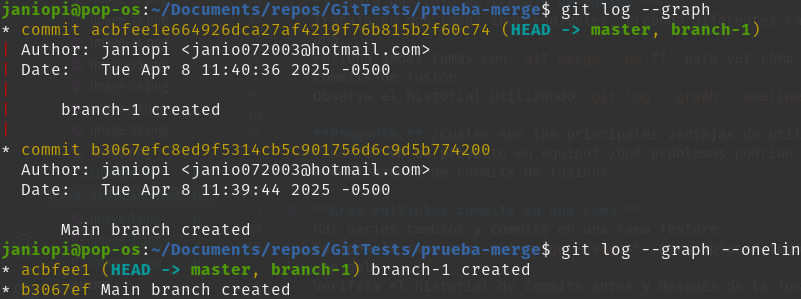 janiopi@pop-os:~/Documents/repos/GitTests/prueba-merge$ git log --graph
* commit acbfee1e664926dca27af4219f76b815b2f60c74 (HEAD -> master, branch-1)
| Author: janiopi <janio072003@hotmail.com>
| Date:   Tue Apr 8 11:40:36 2025 -0500
|
|     branch-1 created
|
* commit b3067efc8ed9f5314cb5c901756d6c9d5b774200
  Author: janiopi <janio072003@hotmail.com>
  Date:   Tue Apr 8 11:39:44 2025 -0500

      Main branch created
janiopi@pop-os:~/Documents/repos/GitTests/prueba-merge$ git log --graph --onelin
* acbfee1 (HEAD -> master, branch-1) branch-1 created
* b3067ef Main branch created